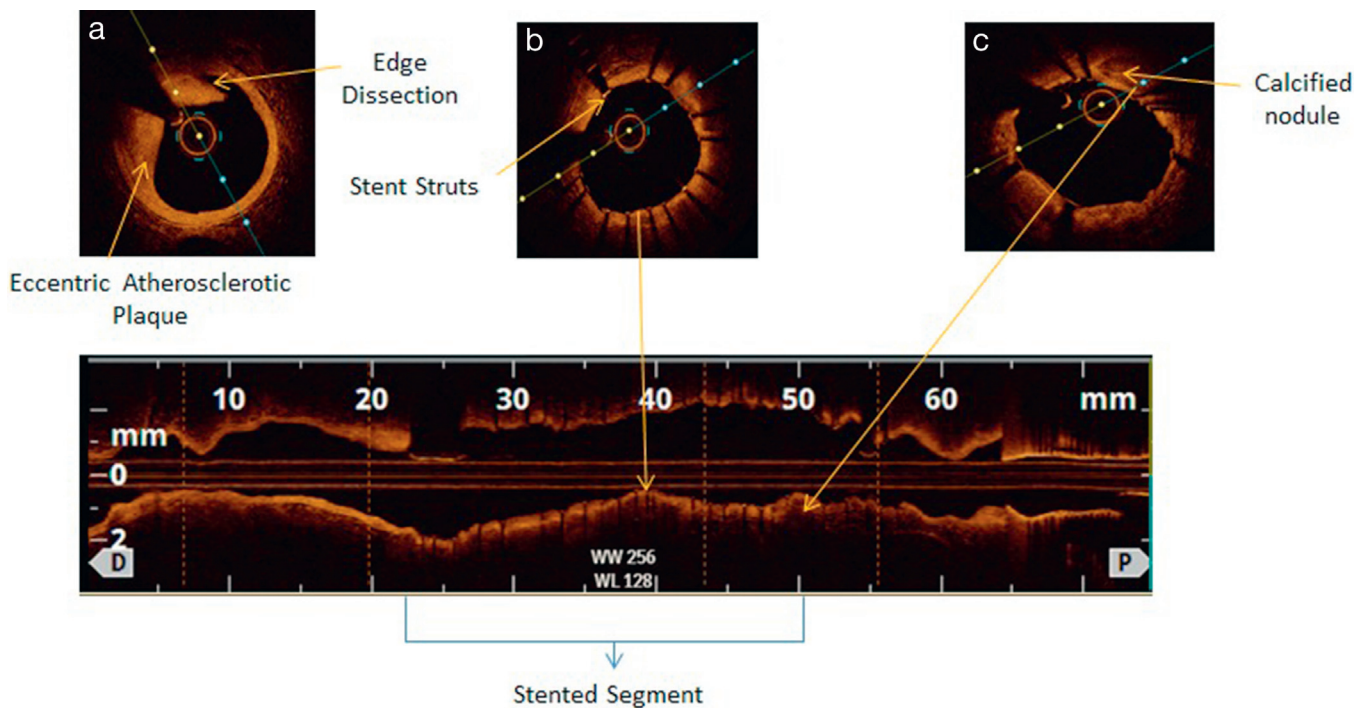 a
b
c
Edge
Dissection
Stent Struts
Calcified
nodule
Eccentric Atherosclerotic
Plaque
10 20 30 40 50 60 mm
mm
0
2
D
WW 256
WL 128
P
Stented Segment